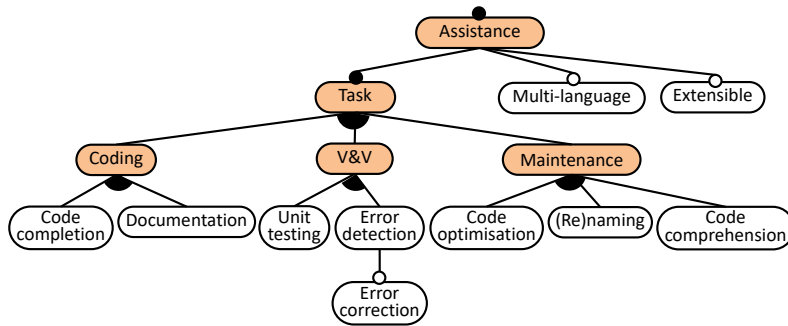 Assistance
Task
Multi-language
Extensible
Coding
V&V
Maintenance
Code
completion
Documentation
Unit
testing
Error
detection
Code
optimisation
(Re)naming
Code
comprehension
Error
correction